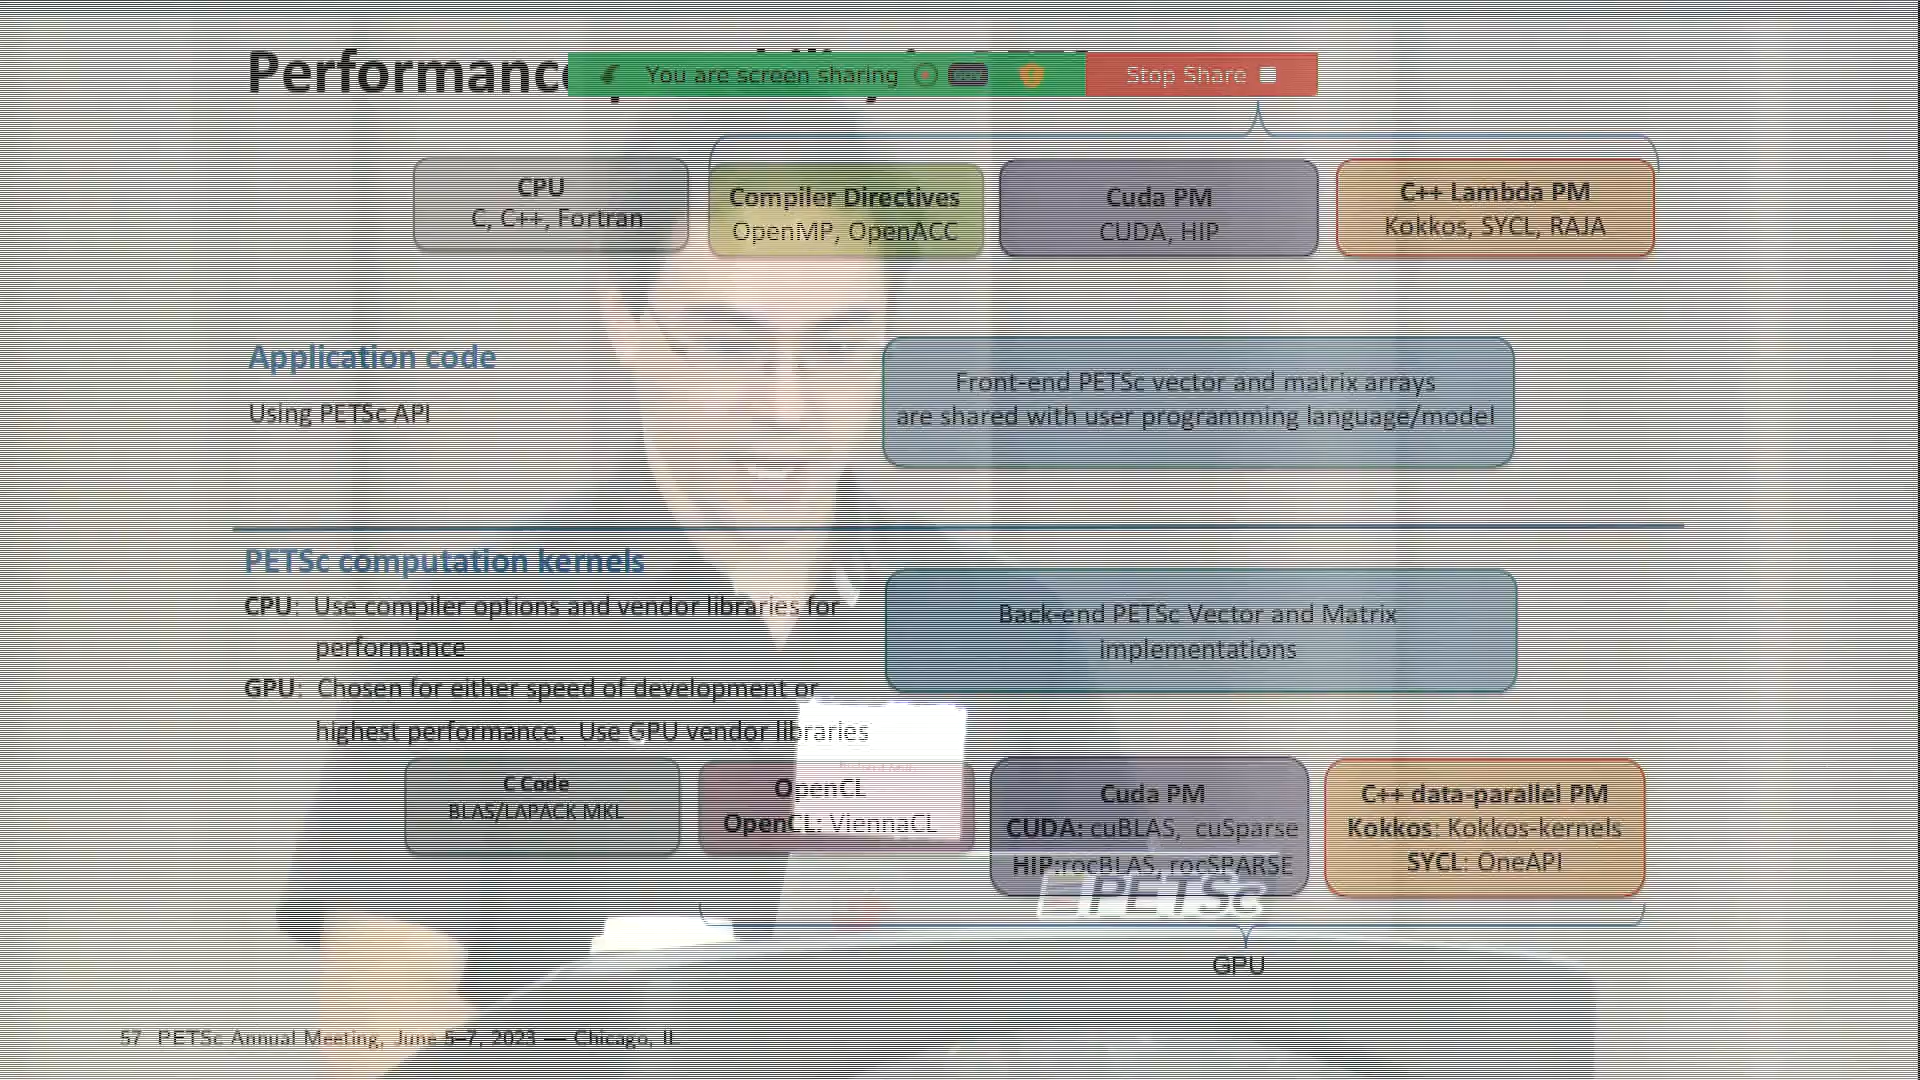 Performance
You are screen sharing
GOV
Stop Share
CPU
C, C++, Fortran
Compiler Directives
OpenMP, OpenACC
Cuda PM
CUDA, HIP
C++ Lambda PM
Kokkos, SYCL, RAJA
Application code
Using PETSc API
Front-end PETSc vector and matrix arrays
are shared with user programming language/model
PETSc computation kernels
CPU: Use compiler options and vendor libraries for
performance
GPU: Chosen for either speed of development or
highest performance. Use GPU vendor libraries
Back-end PETSc Vector and Matrix
implementations
C Code
BLAS/LAPACK MKL
OpenCL
OpenCL: ViennaCL
Cuda PM
CUDA: cuBLAS, cuSparse
HIP:rocBLAS, rocSPARSE
C++ data-parallel PM
Kokkos: Kokkos-kernels
SYCL: OneAPI
PETSc
GPU
57 PETSc Annual Meeting, June 5–7, 2023 — Chicago, IL